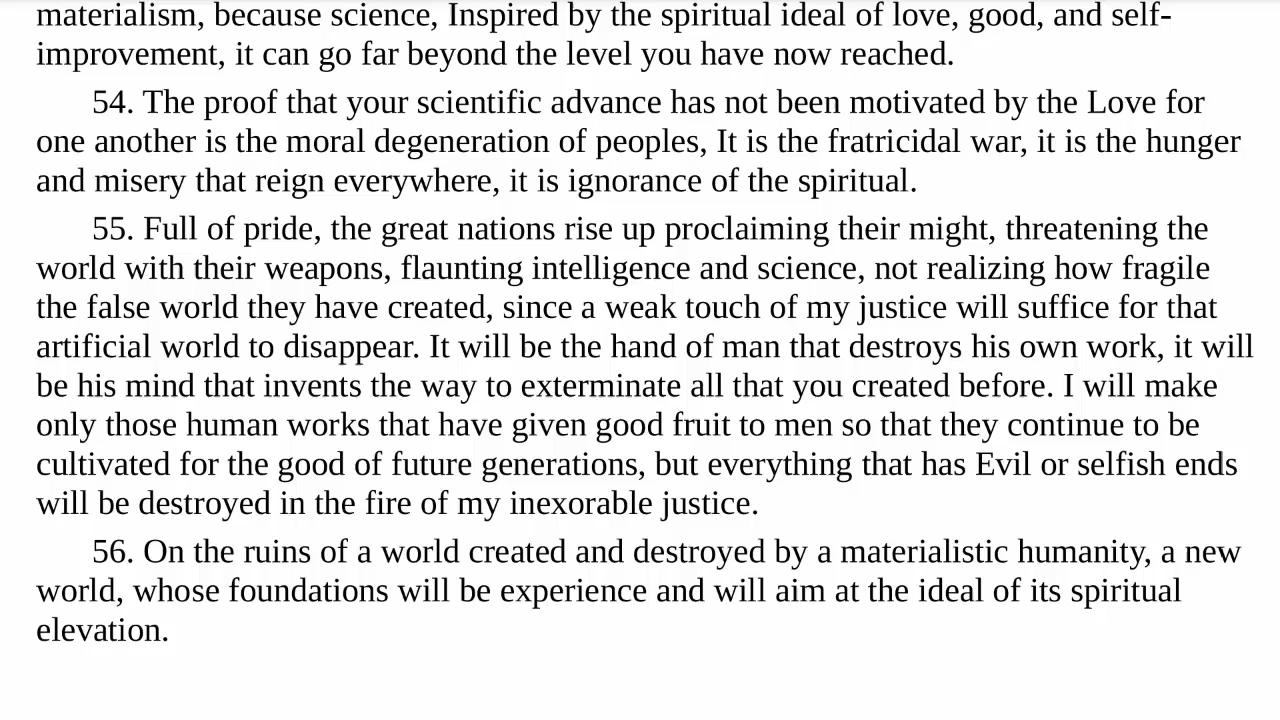 materialism, because science, Inspired by the spiritual ideal of love, good, and self-
improvement, it can go far beyond the level you have now reached.
54. The proof that your scientific advance has not been motivated by the Love for
one another is the moral degeneration of peoples, It is the fratricidal war, it is the hunger
and misery that reign everywhere, it is ignorance of the spiritual.
55. Full of pride, the great nations rise up proclaiming their might, threatening the
world with their weapons, flaunting intelligence and science, not realizing how fragile
the false world they have created, since a weak touch of my justice will suffice for that
artificial world to disappear. It will be the hand of man that destroys his own work, it will
be his mind that invents the way to exterminate all that you created before. I will make
only those human works that have given good fruit to men so that they continue to be
cultivated for the good of future generations, but everything that has Evil or selfish ends
will be destroyed in the fire of my inexorable justice.
56. On the ruins of a world created and destroyed by a materialistic humanity, a new
world, whose foundations will be experience and will aim at the ideal of its spiritual
elevation.